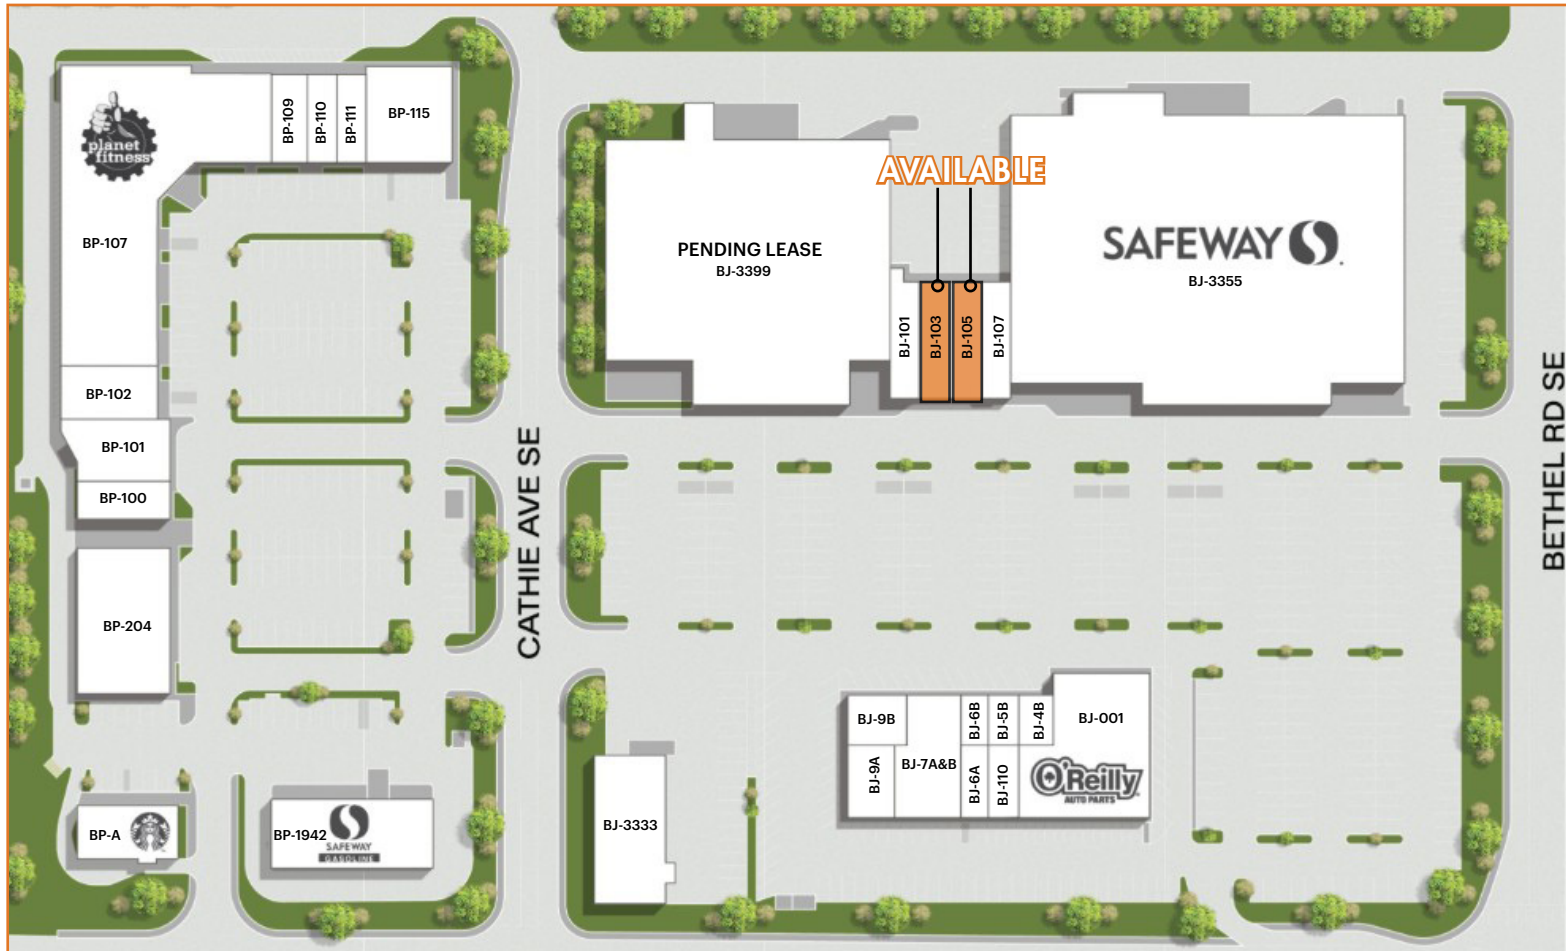 planet
fitness
BP-109
BP-110
BP-111
BP-115
BP-107
BP-102
BP-101
BP-100
BP-204
BP-A
BP-1942
SAFEWAY
GASOLINE
CATHIE AVE SE
AVAILABLE
PENDING LEASE
BJ-3399
BJ-101
BJ-103
BJ-105
BJ-107
SAFEWAY
BJ-3355
BETHEL RD SE
BJ-9B
BJ-9A
BJ-7A&B
BJ-6B
BJ-5B
BJ-4B
BJ-6A
BJ-110
BJ-001
O'Reilly
AUTO PARTS
BJ-3333